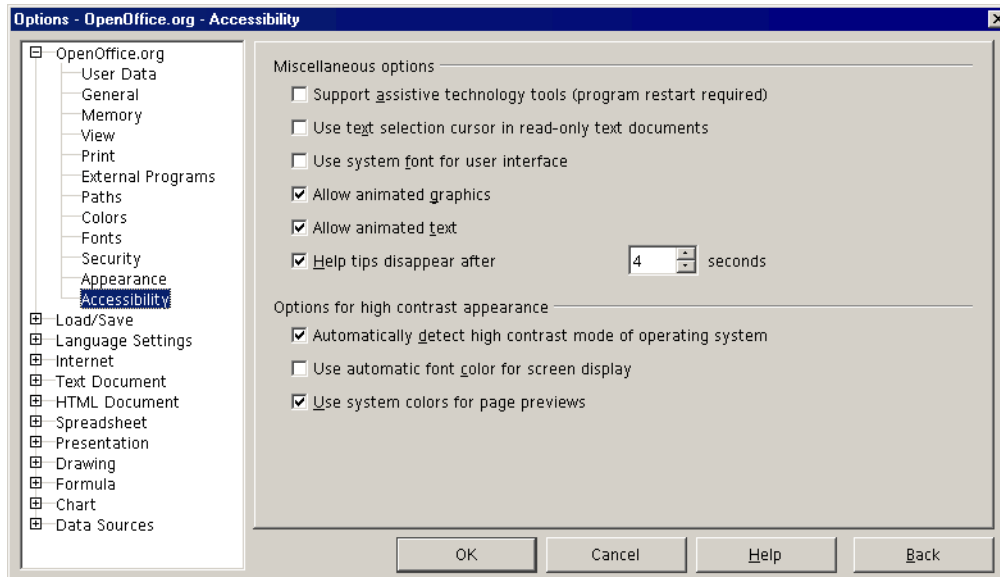 Options - OpenOffice.org - Accessibility
OpenOffice.org
User Data
General
Memory
View
Print
External Programs
Paths
Colors
Fonts
Security
Appearance
Accessibility
Load/Save
Language Settings
Internet
Text Document
HTML Document
Spreadsheet
Presentation
Drawing
Formula
Chart
Data Sources
Miscellaneous options
Support assistive technology tools (program restart required)
Use text selection cursor in read-only text documents
Use system font for user interface
Allow animated graphics
Allow animated text
Help tips disappear after 4 seconds
Options for high contrast appearance
Automatically detect high contrast mode of operating system
Use automatic font color for screen display
Use system colors for page previews
OK Cancel Help Back